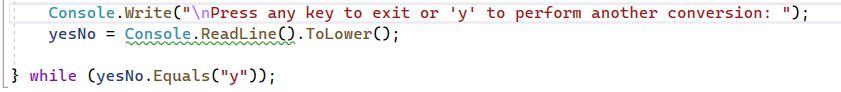 Console.Write("\nPress any key to exit or 'y' to perform another conversion: ");
yesNo = Console.ReadLine().ToLower();
} while (yesNo.Equals("y"));